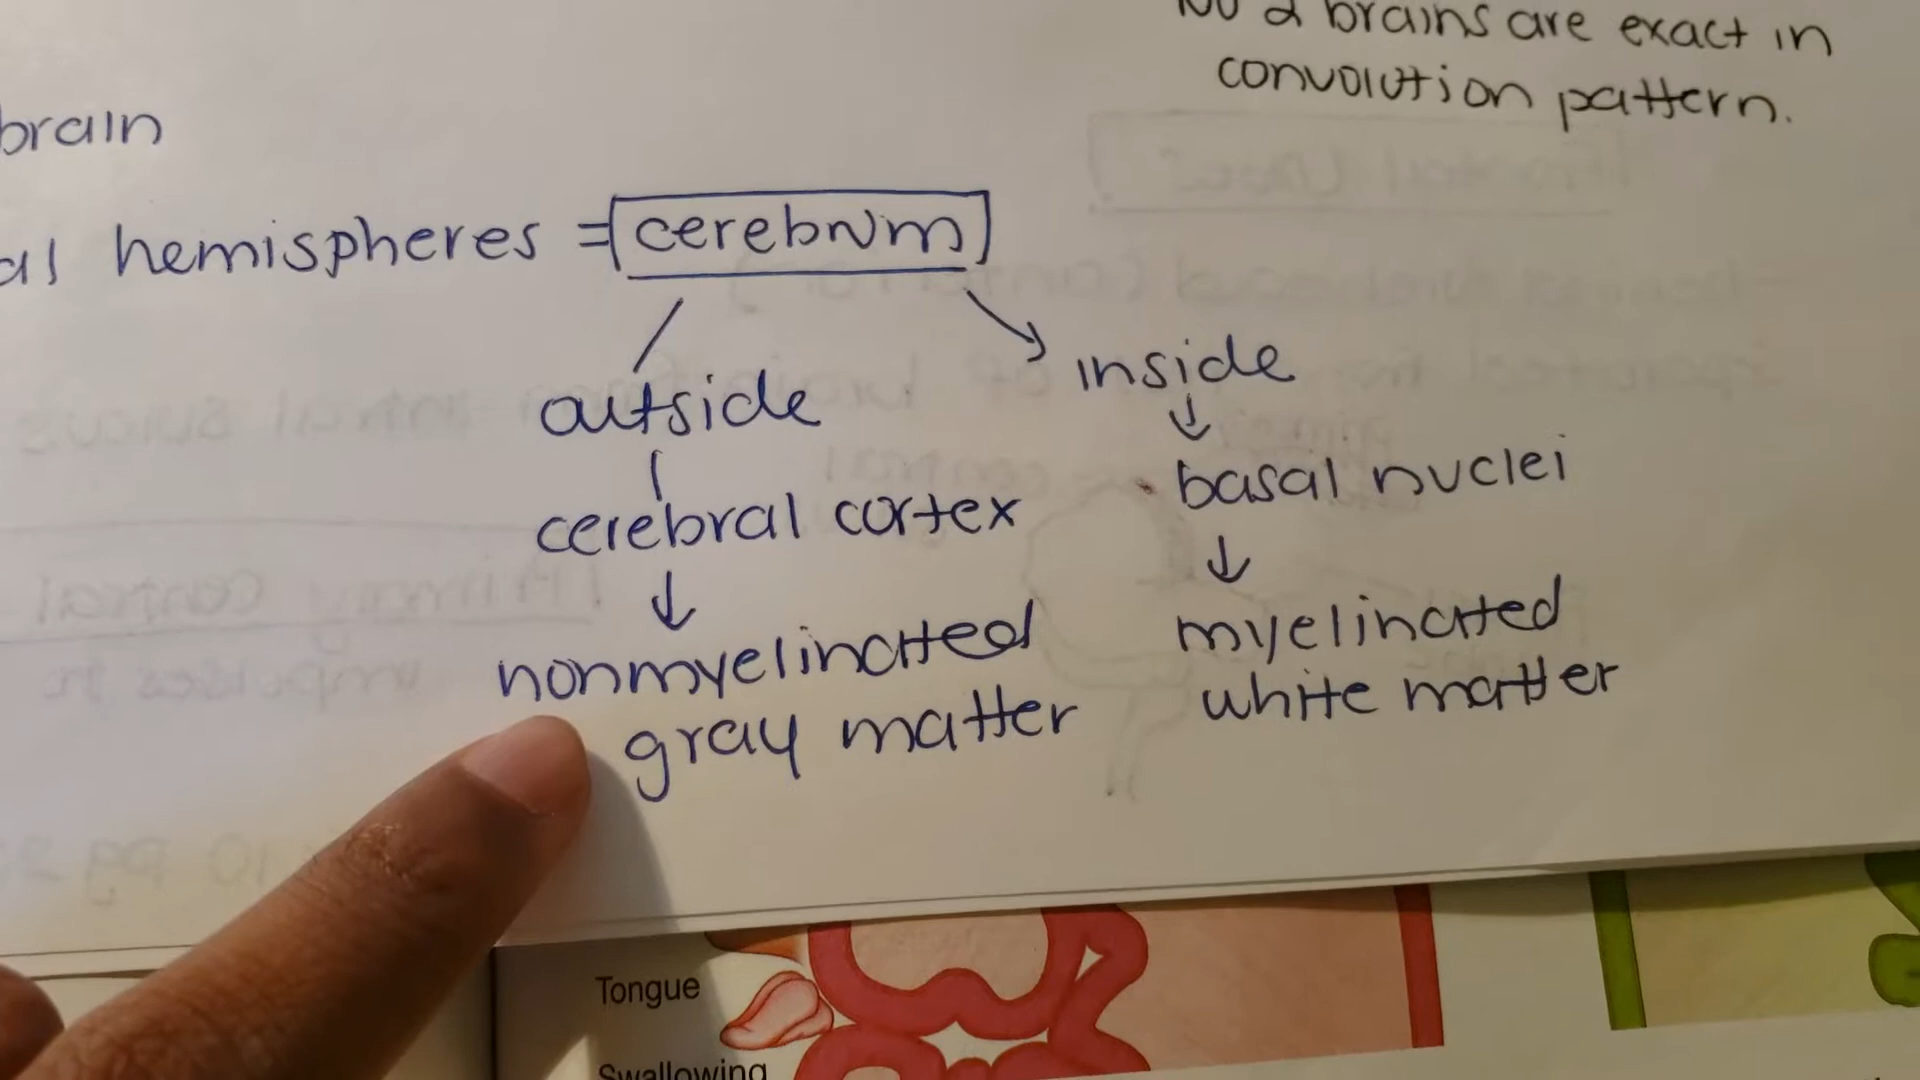 No 2 brains are exact in
convolution pattern.
brain
al hemispheres = cerebrum
outside
inside
cerebral cortex
basal nuclei
nonmyelinated
gray matter
myelinated
white matter
Tongue
Swallowing